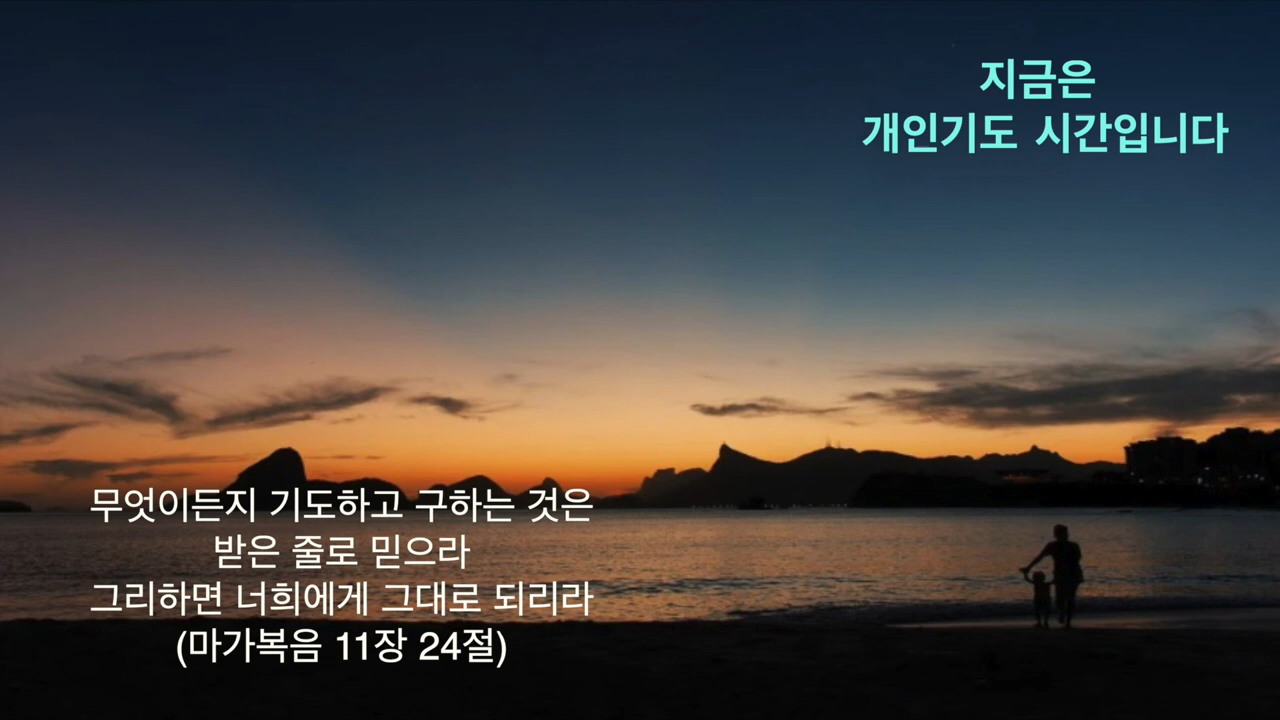 지금은
개인기도 시간입니다
무엇이든지 기도하고 구하는 것은
받은 줄로 믿으라
그리하면 너희에게 그대로 되리라
(마가복음 11장 24절)